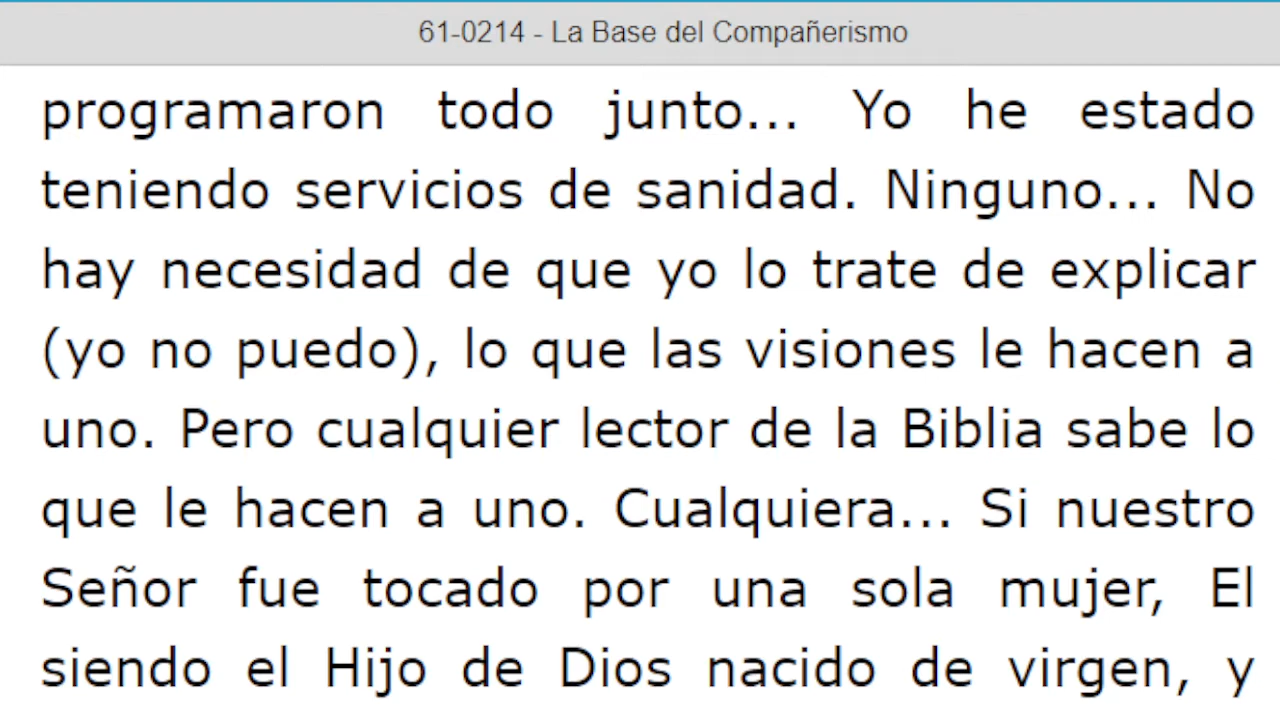 61-0214 - La Base del Compañerismo
programaron todo junto... Yo he estado
teniendo servicios de sanidad. Ninguno... No
hay necesidad de que yo lo trate de explicar
(yo no puedo), lo que las visiones le hacen a
uno. Pero cualquier lector de la Biblia sabe lo
que le hacen a uno. Cualquiera... Si nuestro
Señor fue tocado por una sola mujer, El
siendo el Hijo de Dios nacido de virgen, y